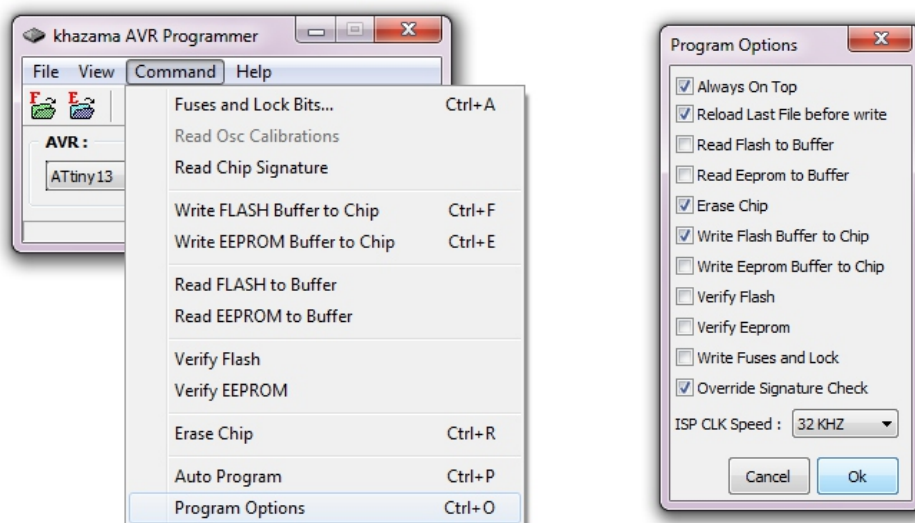 khazama AVR Programmer
File View Command Help
F E
AVR :
ATtiny13
Fuses and Lock Bits... Ctrl+A
Read Osc Calibrations
Read Chip Signature
Write FLASH Buffer to Chip Ctrl+F
Write EEPROM Buffer to Chip Ctrl+E
Read FLASH to Buffer
Read EEPROM to Buffer
Verify Flash
Verify EEPROM
Erase Chip Ctrl+R
Auto Program Ctrl+P
Program Options Ctrl+O
Program Options
Always On Top
Reload Last File before write
Read Flash to Buffer
Read Eeprom to Buffer
Erase Chip
Write Flash Buffer to Chip
Write Eeprom Buffer to Chip
Verify Flash
Verify Eeprom
Write Fuses and Lock
Override Signature Check
ISP CLK Speed : 32 KHZ
Cancel Ok